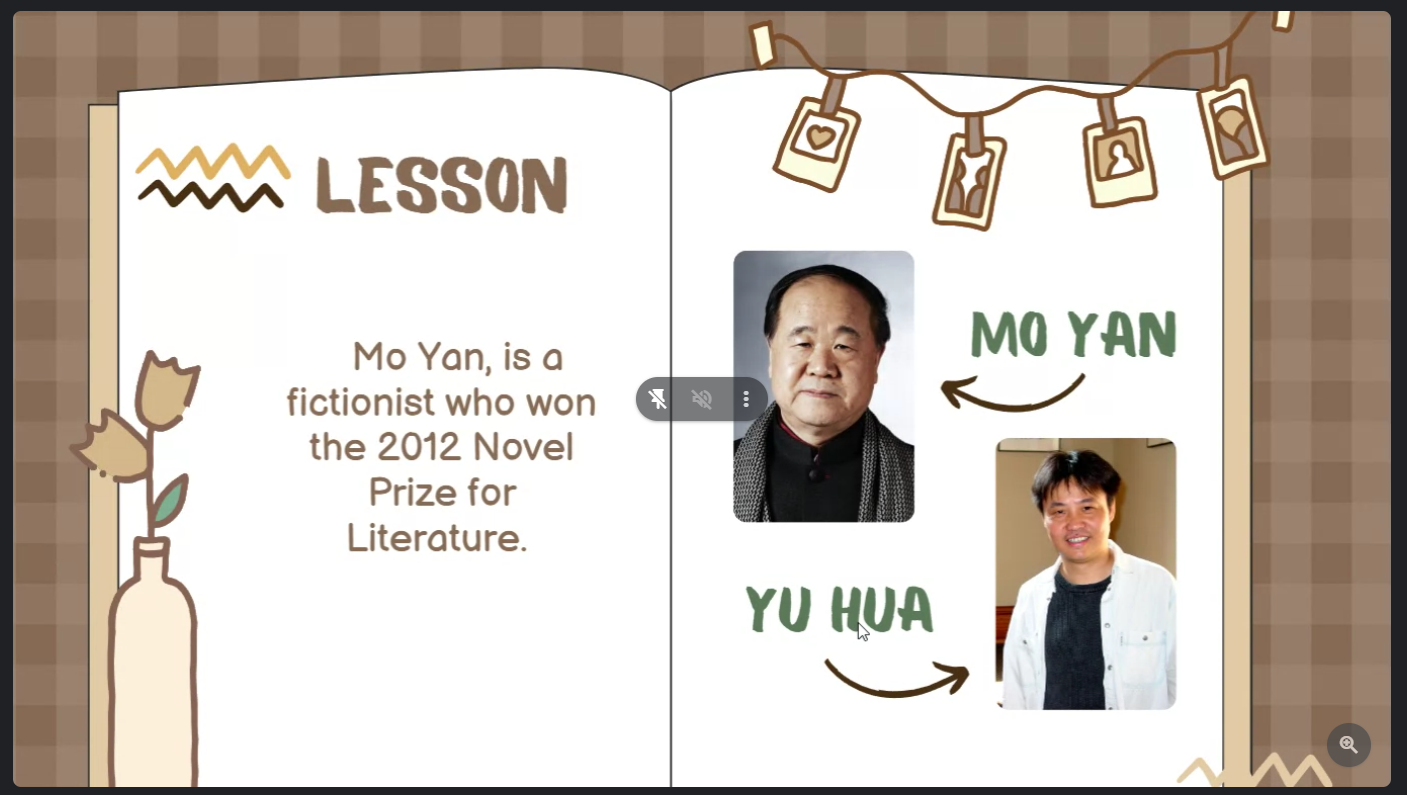 LESSON
Mo Yan, is a
fictionist who won
the 2012 Novel
Prize for
Literature.
MO YAN
YU HUA